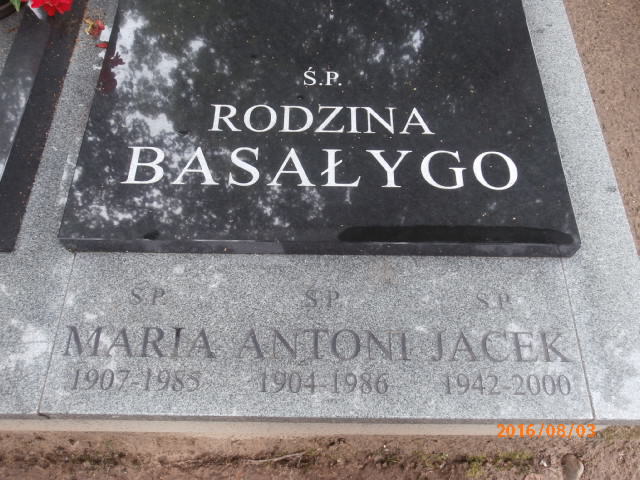 Ś.P.
RODZINA
BASAŁYGO
Ś.P. Ś.P. Ś.P.
MARIA ANTONI JACEK
1907-1985 1904-1986 1942-2000
2016/08/03